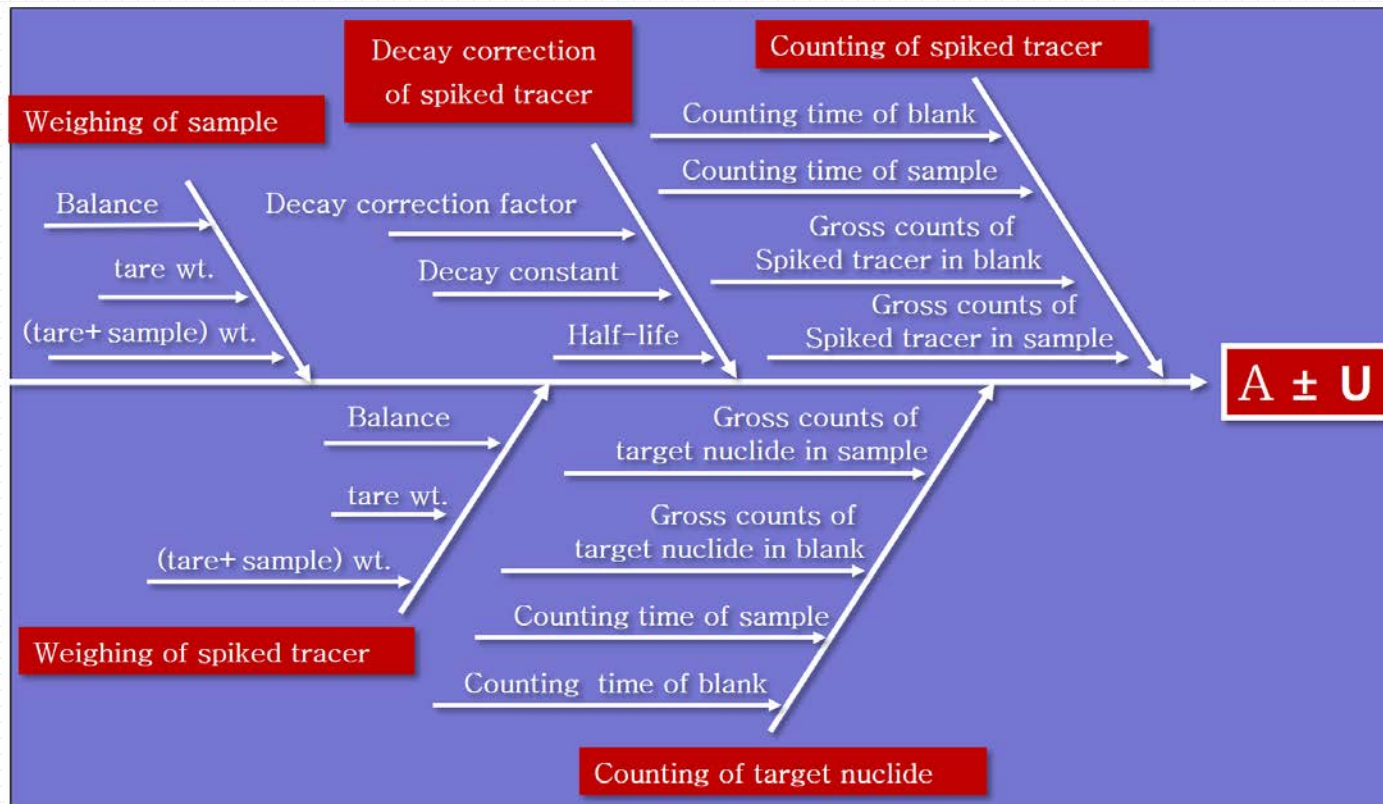 Decay correction
of spiked tracer
Counting of spiked tracer
Weighing of sample
Balance
tare wt.
(tare+ sample) wt.
Decay correction factor
Decay constant
Half-life
Counting time of blank
Counting time of sample
Gross counts of
Spiked tracer in blank
Gross counts of
Spiked tracer in sample
A ± U
Balance
tare wt.
(tare+ sample) wt.
Weighing of spiked tracer
Gross counts of
target nuclide in sample
Gross counts of
target nuclide in blank
Counting time of sample
Counting time of blank
Counting of target nuclide